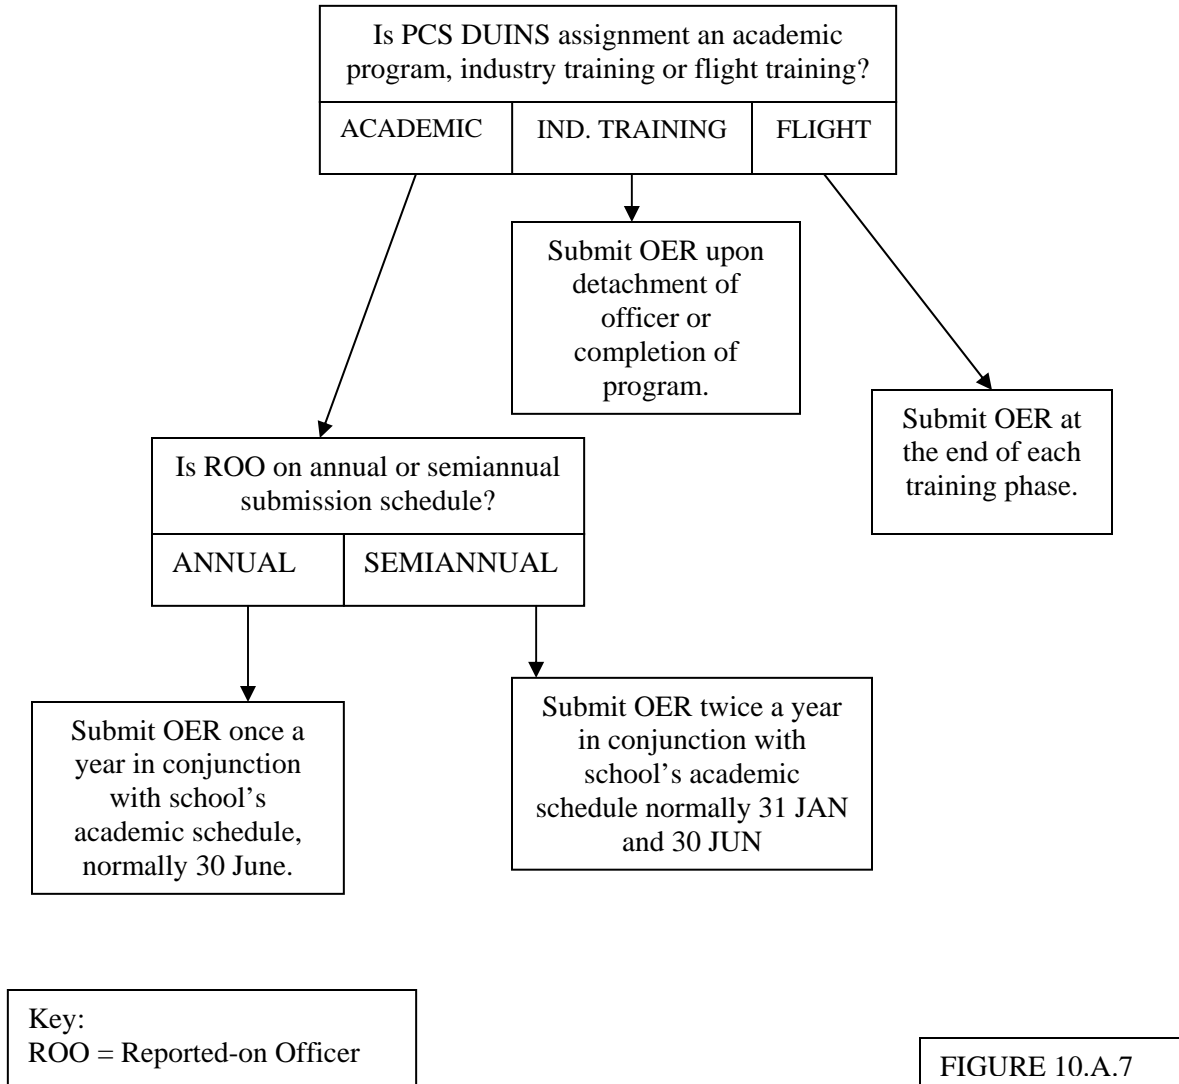 Is PCS DUINS assignment an academic
program, industry training or flight training?
ACADEMIC
IND. TRAINING
FLIGHT
Submit OER upon
detachment of
officer or
completion of
program.
Submit OER at
the end of each
training phase.
Is ROO on annual or semiannual
submission schedule?
ANNUAL
SEMIANNUAL
Submit OER once a
year in conjunction
with school’s
academic schedule,
normally 30 June.
Submit OER twice a year
in conjunction with
school’s academic
schedule normally 31 JAN
and 30 JUN
Key:
ROO = Reported-on Officer
FIGURE 10.A.7